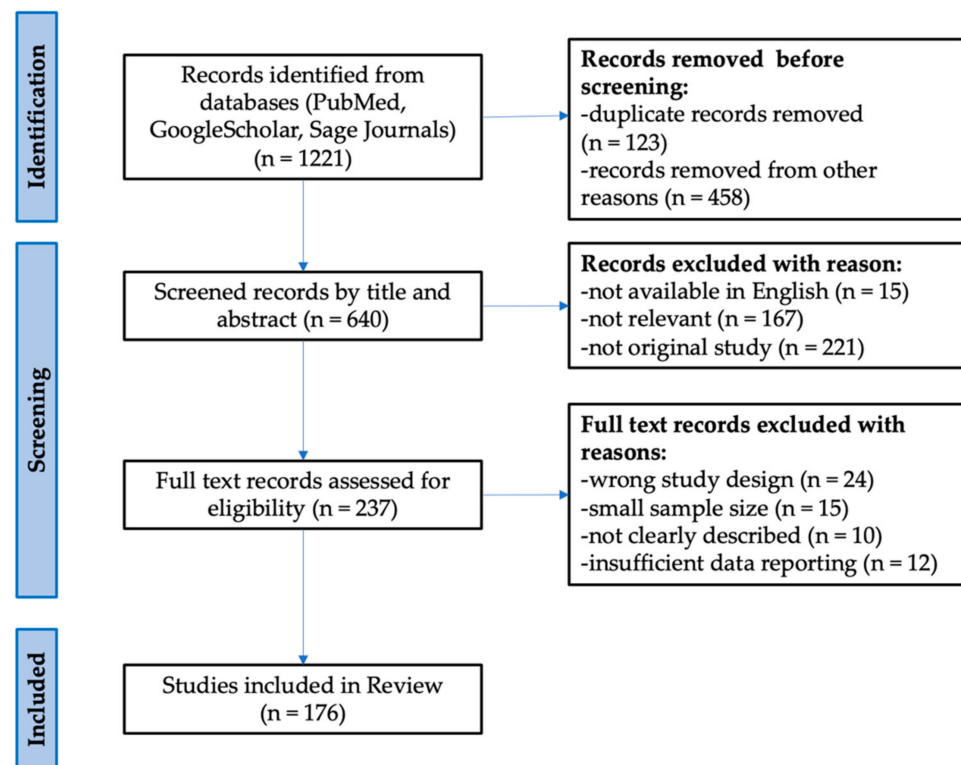 Identification
Records identified from
databases (PubMed,
GoogleScholar, Sage Journals)
(n = 1221)
Records removed before
screening:
-duplicate records removed
(n = 123)
-records removed from other
reasons (n = 458)
Screening
Screened records by title and
abstract (n = 640)
Records excluded with reason:
-not available in English (n = 15)
-not relevant (n = 167)
-not original study (n = 221)
Full text records assessed for
eligibility (n = 237)
Full text records excluded with
reasons:
-wrong study design (n = 24)
-small sample size (n = 15)
-not clearly described (n = 10)
-insufficient data reporting (n = 12)
Included
Studies included in Review
(n = 176)